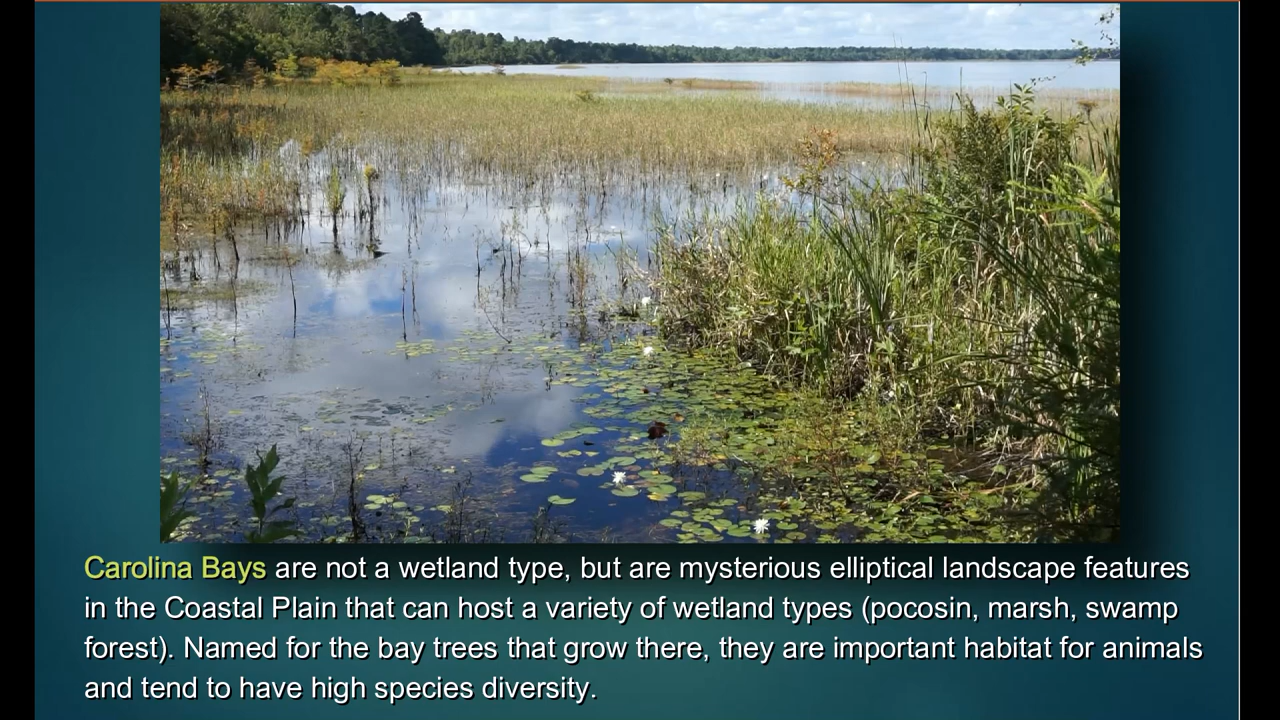 Carolina Bays are not a wetland type, but are mysterious elliptical landscape features
in the Coastal Plain that can host a variety of wetland types (pocosin, marsh, swamp
forest). Named for the bay trees that grow there, they are important habitat for animals
and tend to have high species diversity.